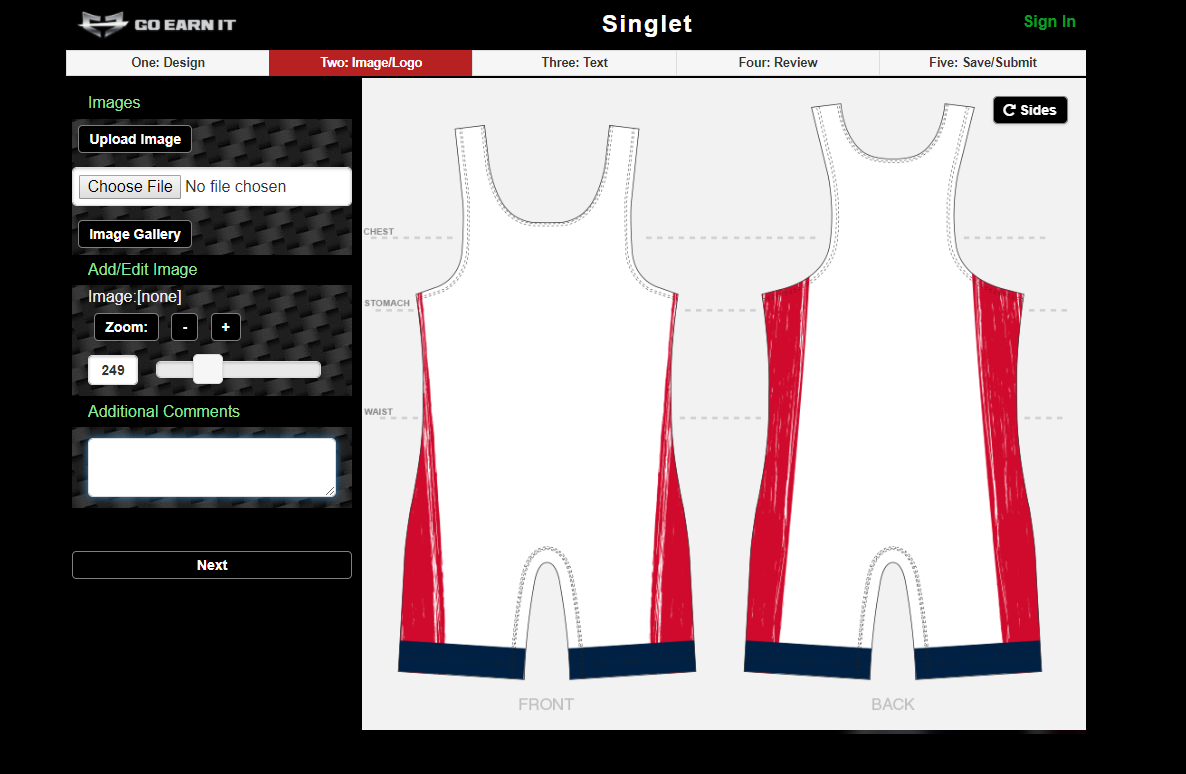 GO EARN IT
Singlet
Sign In
One: Design
Two: Image/Logo
Three: Text
Four: Review
Five: Save/Submit
Images
Upload Image
Choose File No file chosen
Image Gallery
Add/Edit Image
Image:[none]
Zoom: - +
249
Additional Comments
Next
Sides
CHEST
STOMACH
WAIST
FRONT
BACK